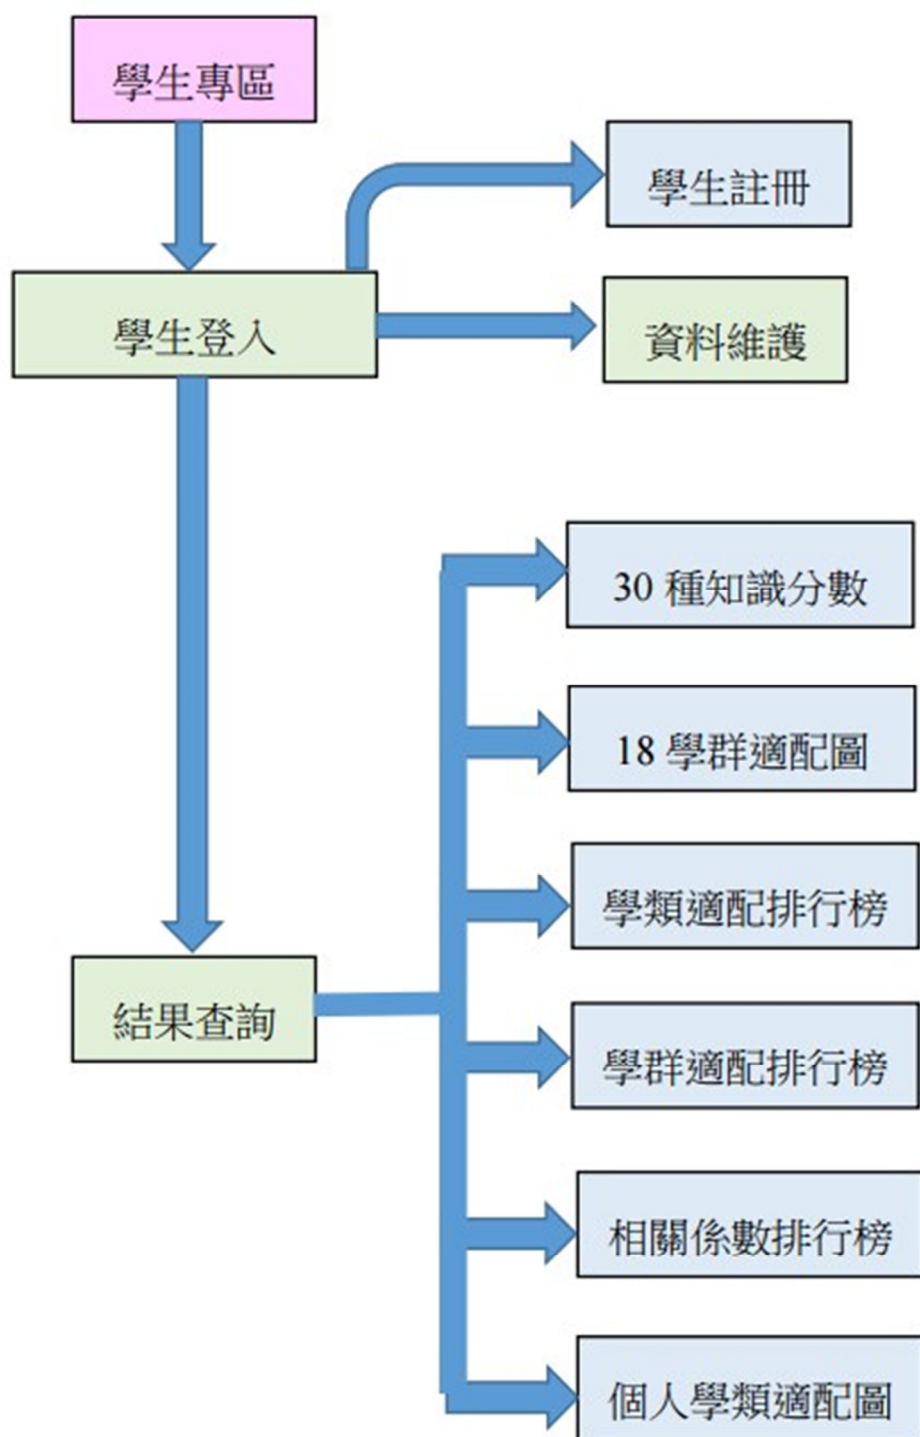 學生專區
學生註冊
學生登入
資料維護
30 種知識分數
18 學群適配圖
學類適配排行榜
結果查詢
學群適配排行榜
相關係數排行榜
個人學類適配圖